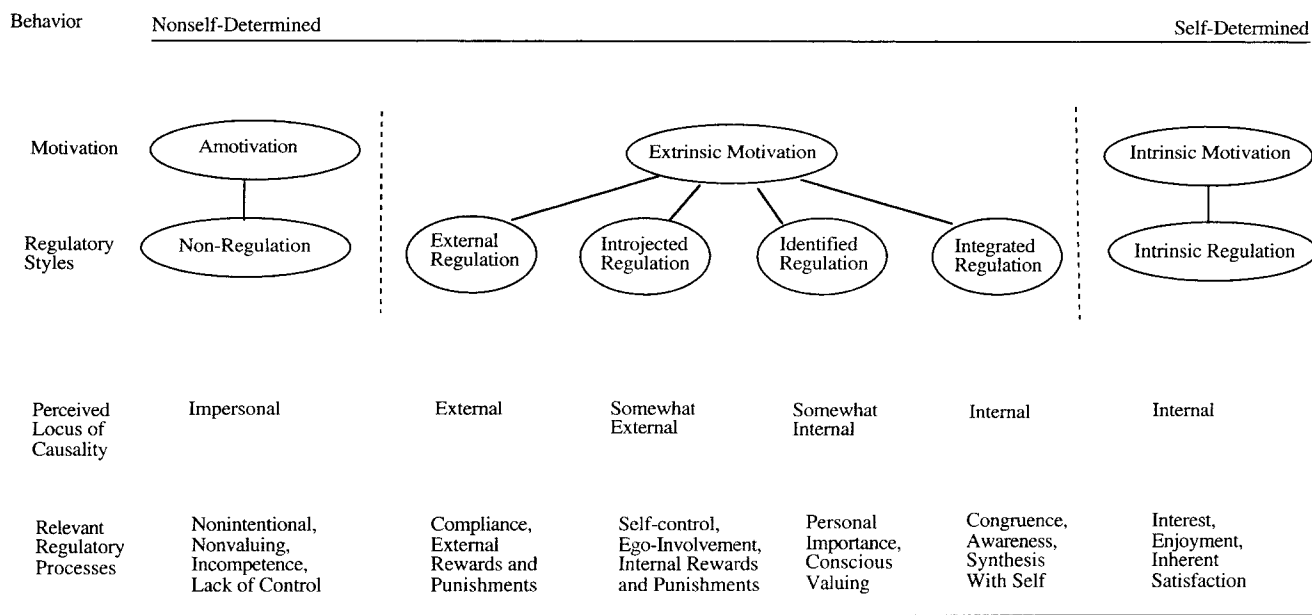 Behavior
Nonself-Determined
Self-Determined
Motivation
Amotivation
Extrinsic Motivation
Intrinsic Motivation
Regulatory
Styles
Non-Regulation
External
Regulation
Introjected
Regulation
Identified
Regulation
Integrated
Regulation
Intrinsic Regulation
Perceived
Locus of
Causality
Impersonal
External
Somewhat
External
Somewhat
Internal
Internal
Internal
Relevant
Regulatory
Processes
Nonintentional,
Nonvaluing,
Incompetence,
Lack of Control
Compliance,
External
Rewards and
Punishments
Self-control,
Ego-Involvement,
Internal Rewards
and Punishments
Personal
Importance,
Conscious
Valuing
Congruence,
Awareness,
Synthesis
With Self
Interest,
Enjoyment,
Inherent
Satisfaction